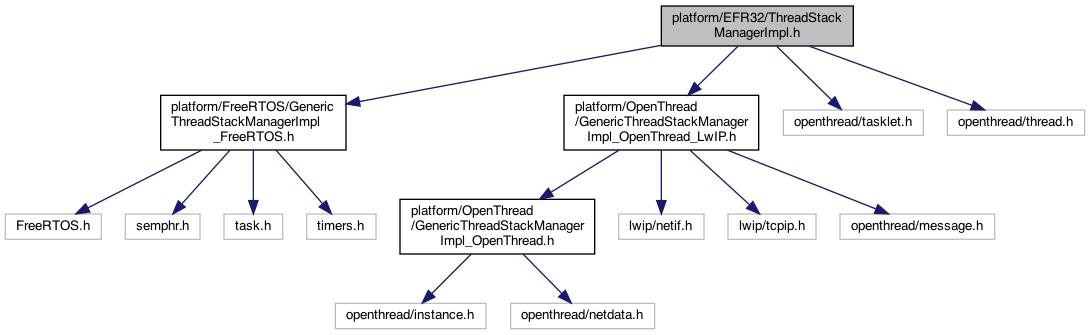 platform/EFR32/ThreadStack
ManagerImpl.h
platform/FreeRTOS/Generic
ThreadStackManagerImpl
_FreeRTOS.h
platform/OpenThread
/GenericThreadStackManager
Impl_OpenThread_LwIP.h
openthread/tasklet.h
openthread/thread.h
FreeRTOS.h
semphr.h
task.h
timers.h
platform/OpenThread
/GenericThreadStackManager
Impl_OpenThread.h
lwip/netif.h
lwip/tcpip.h
openthread/message.h
openthread/instance.h
openthread/netdata.h